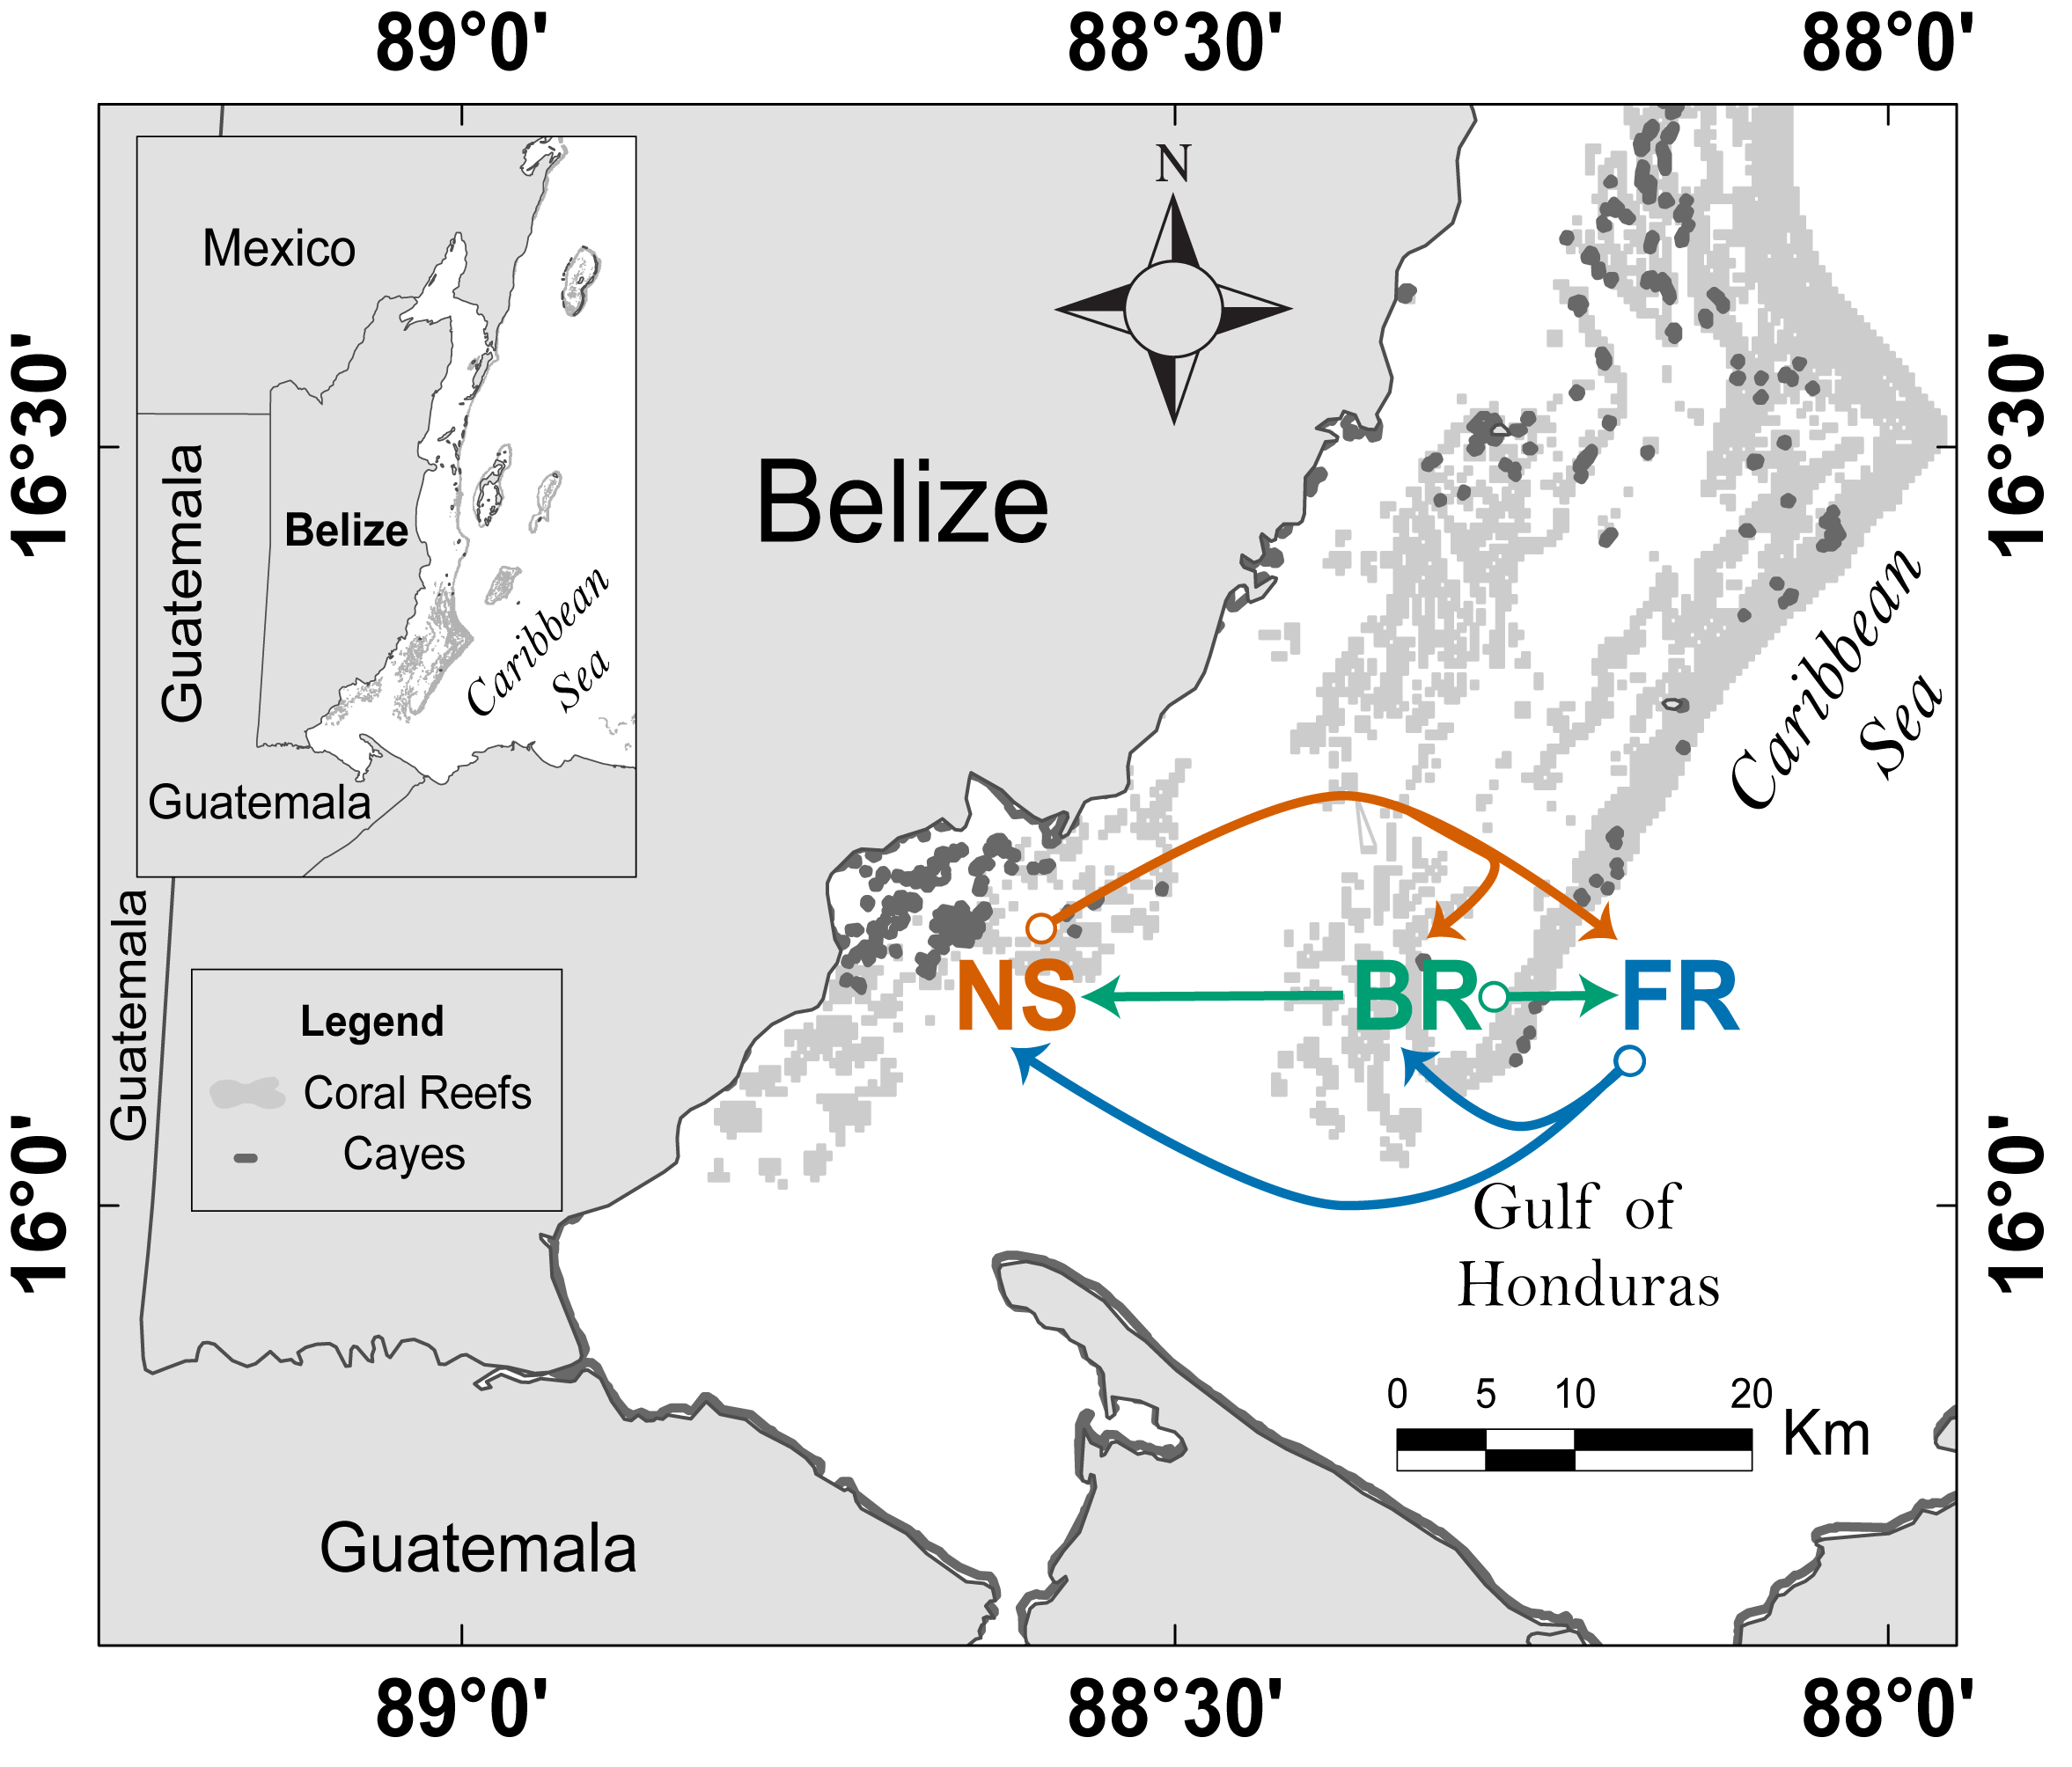 89°0'
88°30'
88°0'
N
Mexico
Guatemala
Belize
Caribbean
Sea
Guatemala
Belize
16°30'
16°30'
Caribbean
Sea
Guatemala
NS
BR
FR
Legend
Coral Reefs
Cayes
16°0'
16°0'
Gulf of
Honduras
0 5 10 20
Km
Guatemala
89°0'
88°30'
88°0'